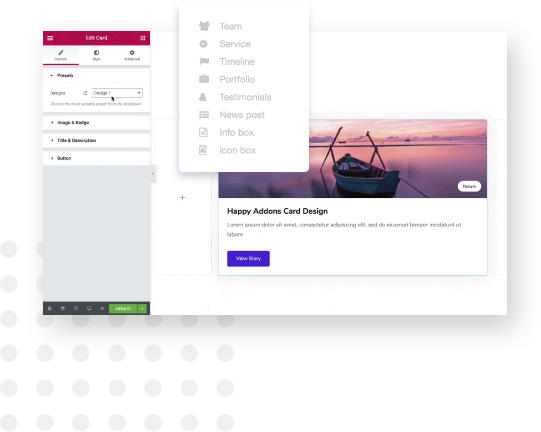 Edit Card
Content
Style
Advanced
Presets
Designs
Design 1
Choose the most suitable preset from the dropdown
Image & Badge
Title & Description
Button
UPDATE
Team
Service
Timeline
Portfolio
Testimonials
News post
Info box
icon box
Nature
Happy Addons Card Design
Lorem ipsum dolor sit amet, consectetur adipiscing elit, sed do eiusmod tempor incididunt ut
labore
View Story